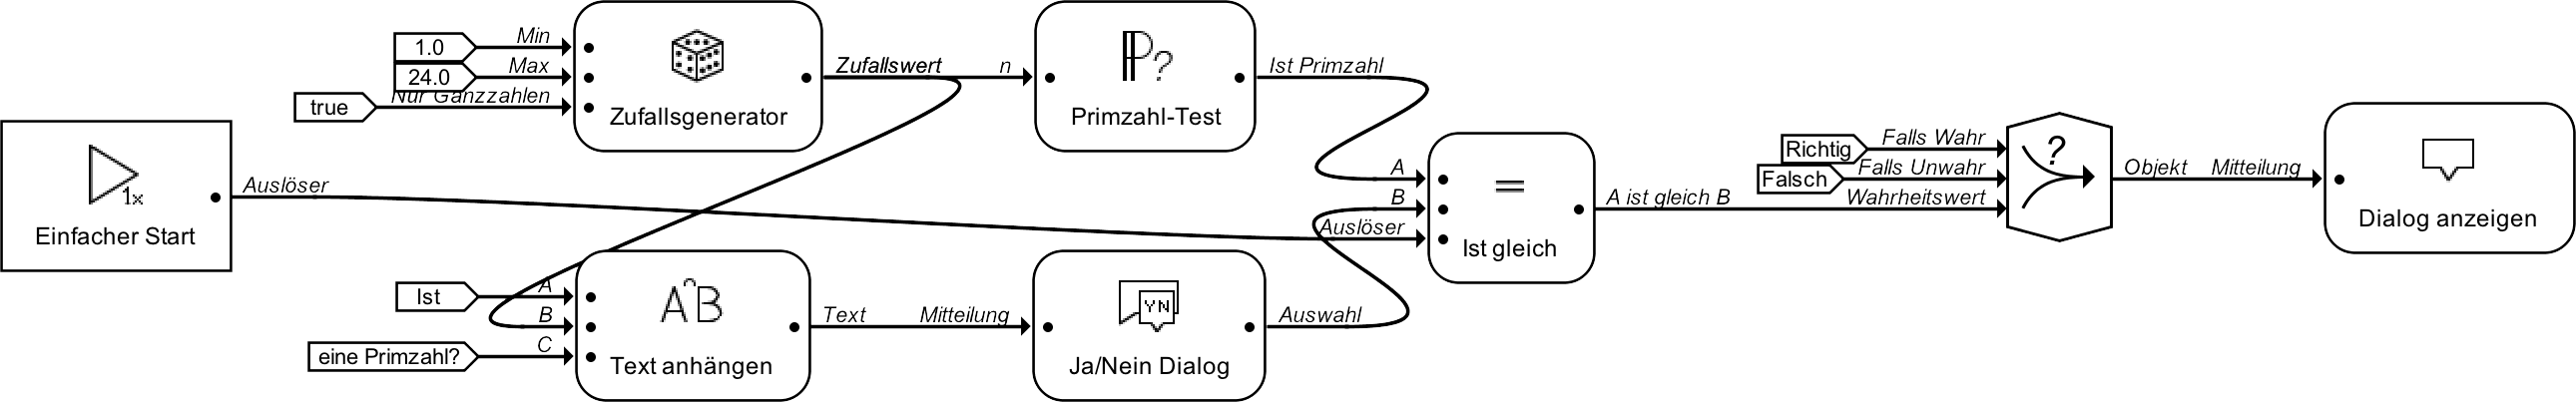 1.0
Min
24.0
Max
true
Nur Ganzzahlen
Zufallsgenerator
Zufallswert
n
ℙ?
Primzahl-Test
Ist Primzahl
1x
Einfacher Start
Auslöser
A
B
Auslöser
=
Ist gleich
A ist gleich B
Richtig
Falls Wahr
Falsch
Falls Unwahr
Wahrheitswert
?
Objekt
Mitteilung
Dialog anzeigen
Ist
A
B
eine Primzahl?
C
AB
Text anhängen
Text
Mitteilung
YN
Ja/Nein Dialog
Auswahl